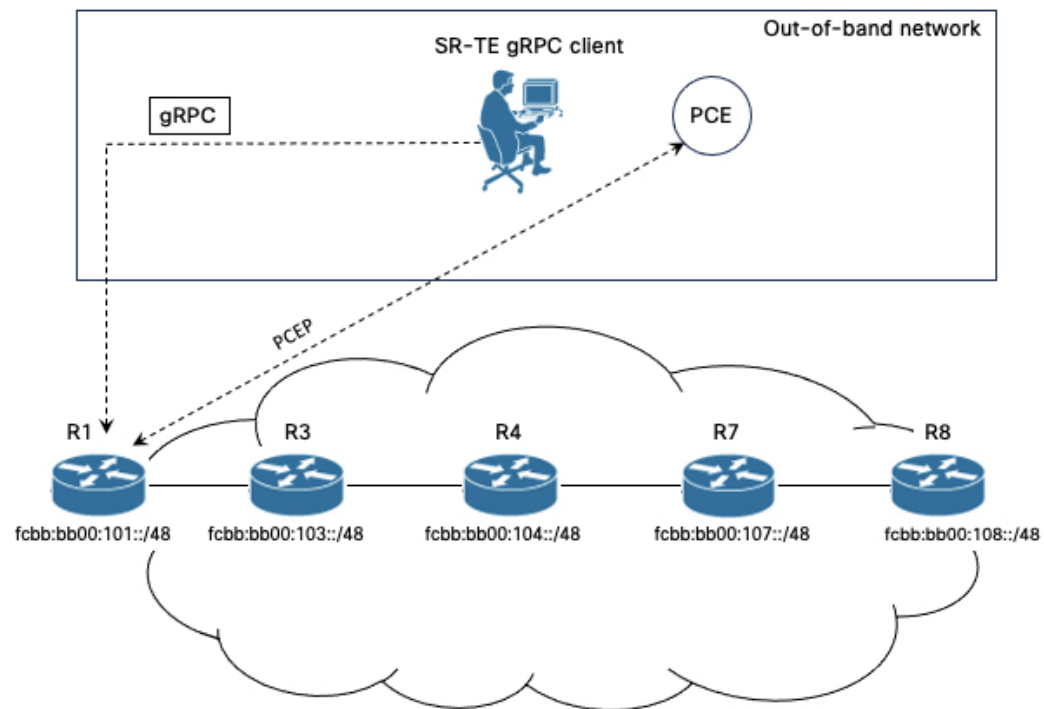 Out-of-band network
SR-TE gRPC client
gRPC
PCE
PCEP
R1
R3
R4
R7
R8
fcbb:bb00:101::/48
fcbb:bb00:103::/48
fcbb:bb00:104::/48
fcbb:bb00:107::/48
fcbb:bb00:108::/48